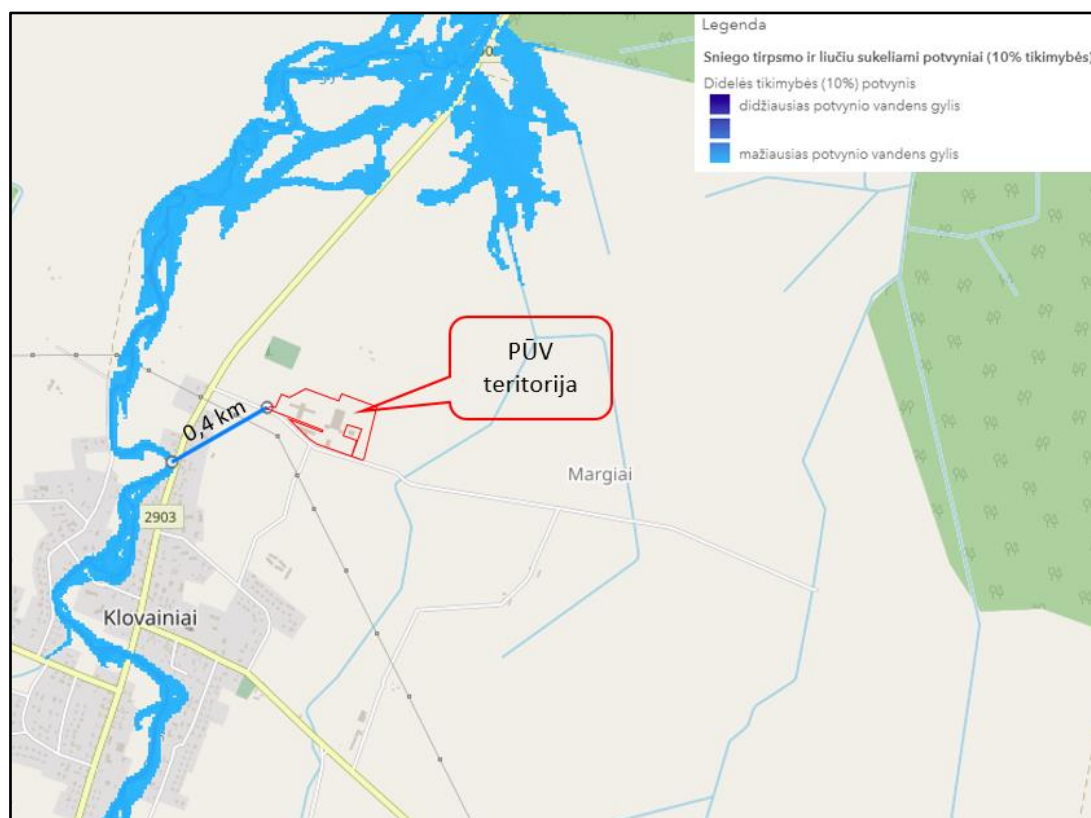 Legenda
Sniego tirpsmo ir liučiu sukeliami potvyniai (10% tikimybės)
Didelės tikimybės (10%) potvynis
didžiausias potvynio vandens gylis
mažiausias potvynio vandens gylis
PŪV
teritorija
0,4 km
Margiai
2903
Klovainiai